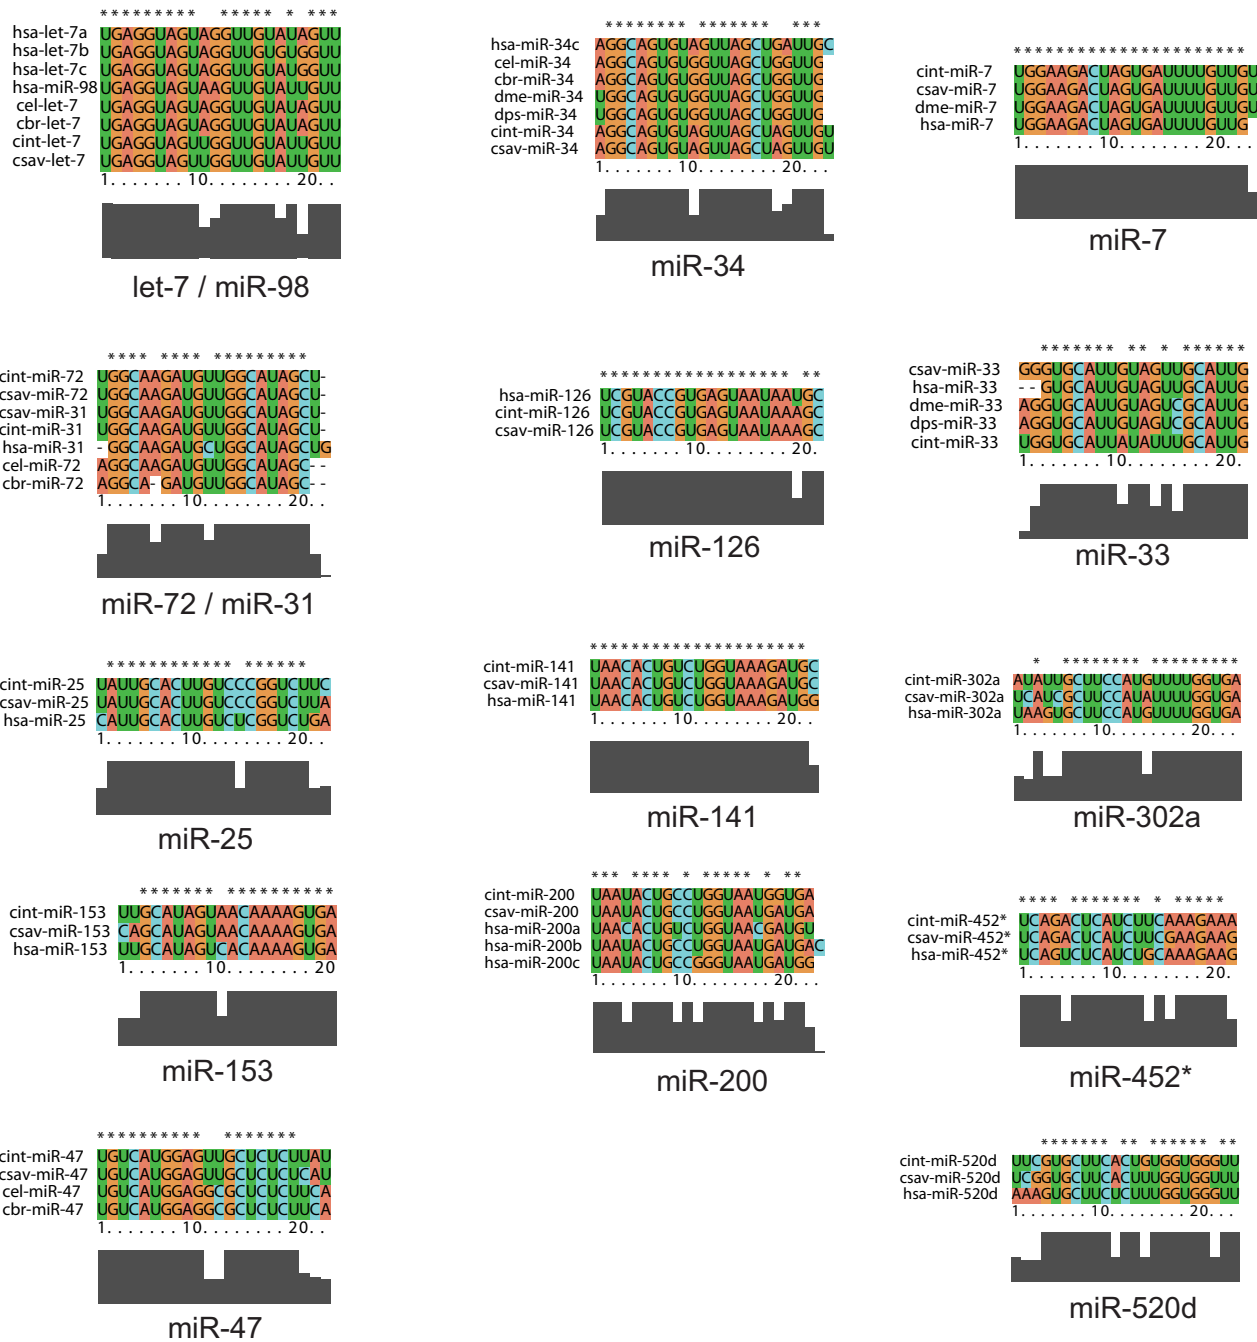 ********* ** ***** * ***
hsa-let-7a UGAGGUAGUAGGUUGUAUAGUU
hsa-let-7b UGAGGUAGUAGGUUGUGUGGUU
hsa-let-7c UGAGGUAGUAGGUUGUAUGGUU
hsa-miR-98 UGAGGUAGUAAGUUGUAUUGUU
cel-let-7 UGAGGUAGUAGGUUGUAUAGUU
cbr-let-7 UGAGGUAGUAGGUUGUAUAGUU
cint-let-7 UGAGGUAGUUGGUUGUAUUGUU
csav-let-7 UGAGGUAGUUGGUUGUAUUGUU
1.......10.........20..
let-7 / miR-98
******** ******* ***
hsa-miR-34c AGGCAGUGUAGUUAGCUGAUUGC
cel-miR-34 AGGCAGUGUGGUUAGCUGGUUG
cbr-miR-34 AGGCAGUGUGGUUAGCUGGUUG
dme-miR-34 UGGCAGUGUGGUUAGCUGGUUG
dps-miR-34 UGGCAGUGUGGUUAGCUGGUUG
cint-miR-34 AGGCAGUGUAGUUAGCUAGUUGU
csav-miR-34 AGGCAGUGUAGUUAGCUAGUUGU
1.......10.........20...
miR-34
**********************
cint-miR-7 UGGAAGACUAGUGAUUUUGUUGU
csav-miR-7 UGGAAGACUAGUGAUUUUGUUGU
dme-miR-7 UGGAAGACUAGUGAUUUUGUUGU
hsa-miR-7 UGGAAGACUAGUGAUUUUGUUG
1.......10.........20...
miR-7
**** **** *********
cint-miR-72 UGGCAAGAUGUUGGCAUAGCU-
csav-miR-72 UGGCAAGAUGUUGGCAUAGCU-
csav-miR-31 UGGCAAGAUGUUGGCAUAGCU-
cint-miR-31 UGGCAAGAUGUUGGCAUAGCU-
hsa-miR-31 -GGCAAGAUGCUGGCAUAGCUG
cel-miR-72 AGGCAAGAUGUUGGCAUAGC--
cbr-miR-72 AGGCA-GAUGUUGGCAUAGC--
1.......10.........20..
miR-72 / miR-31
****************** **
hsa-miR-126 UCGUACCGUGAGUAAUAAUGC
cint-miR-126 UCGUACCGUGAGUAAUAAAGC
csav-miR-126 UCGUACCGUGAGUAAUAAAGC
1.......10.........20.
miR-126
******* ** * ******
csav-miR-33 GGGUGCAUUGUAGUUGCAUUG
hsa-miR-33 --GUGCAUUGUAGUUGCAUUG
dme-miR-33 AGGUGCAUUGUAGUCGCAUUG
dps-miR-33 AGGUGCAUUGUAGUCGCAUUG
cint-miR-33 UGGUGCAUUAUAUUUGCAUUG
1.......10.........20.
miR-33
************ ******
cint-miR-25 UAUUGCACUUGUCCCGGUCUUC
csav-miR-25 UAUUGCACUUGUCCCGGUCUUA
hsa-miR-25 CAUUGCACUUGUCUCGGUCUGA
1.......10.........20..
miR-25
*********************
cint-miR-141 UAACACUGUCUGGUAAAGAUGC
csav-miR-141 UAACACUGUCUGGUAAAGAUGC
hsa-miR-141 UAACACUGUCUGGUAAAGAUGG
1.......10.........20..
miR-141
* ******** *********
cint-miR-302a AUAUUGCUUCCAUGUUUUGGUGA
csav-miR-302a UCAUCGCUUCCAUAUUUUGGUGA
hsa-miR-302a UAAGUGCUUCCAUGUUUUGGUGA
1.......10.........20...
miR-302a
******* **********
cint-miR-153 UUGCAUAGUAACAAAAGUGA
csav-miR-153 CAGCAUAGUAACAAAAGUGA
hsa-miR-153 UUGCAUAGUCACAAAAGUGA
1.......10.........20
miR-153
*** **** * ***** * **
cint-miR-200 UAAUACUGCCUGGUAAUGGUGA
csav-miR-200 UAAUACUGCCUGGUAAUGAUGA
hsa-miR-200a UAACACUGUCUGGUAACGAUGU
hsa-miR-200b UAAUACUGCCUGGUAAUGAUGAC
hsa-miR-200c UAAUACUGCCGGGUAAUGAUGG
1.......10.........20...
miR-200
**** ******** * ******
cint-miR-452* UCAGACUCAUCUUCAAAGAAA
csav-miR-452* UCAGACUCAUCUUCGAAGAAG
hsa-miR-452* UCAGUCUCAUCUGCAAAGAAG
1.......10.........20.
miR-452*
********** *******
cint-miR-47 UGUCAUGGAGUUGCUCUCUUAU
csav-miR-47 UGUCAUGGAGUUGCUCUCUCAU
cel-miR-47 UGUCAUGGAGGCGCUCUCUUCA
cbr-miR-47 UGUCAUGGAGGCGCUCUCUUCA
1.......10.........20..
miR-47
******* ** ****** **
cint-miR-520d UUCGUGCUUCACUGUGGUGGGUU
csav-miR-520d UCGGUGCUUCACUUUGGUGGUUU
hsa-miR-520d AAAGUGCUUCUCUUUGGUGGGUU
1.......10.........20...
miR-520d